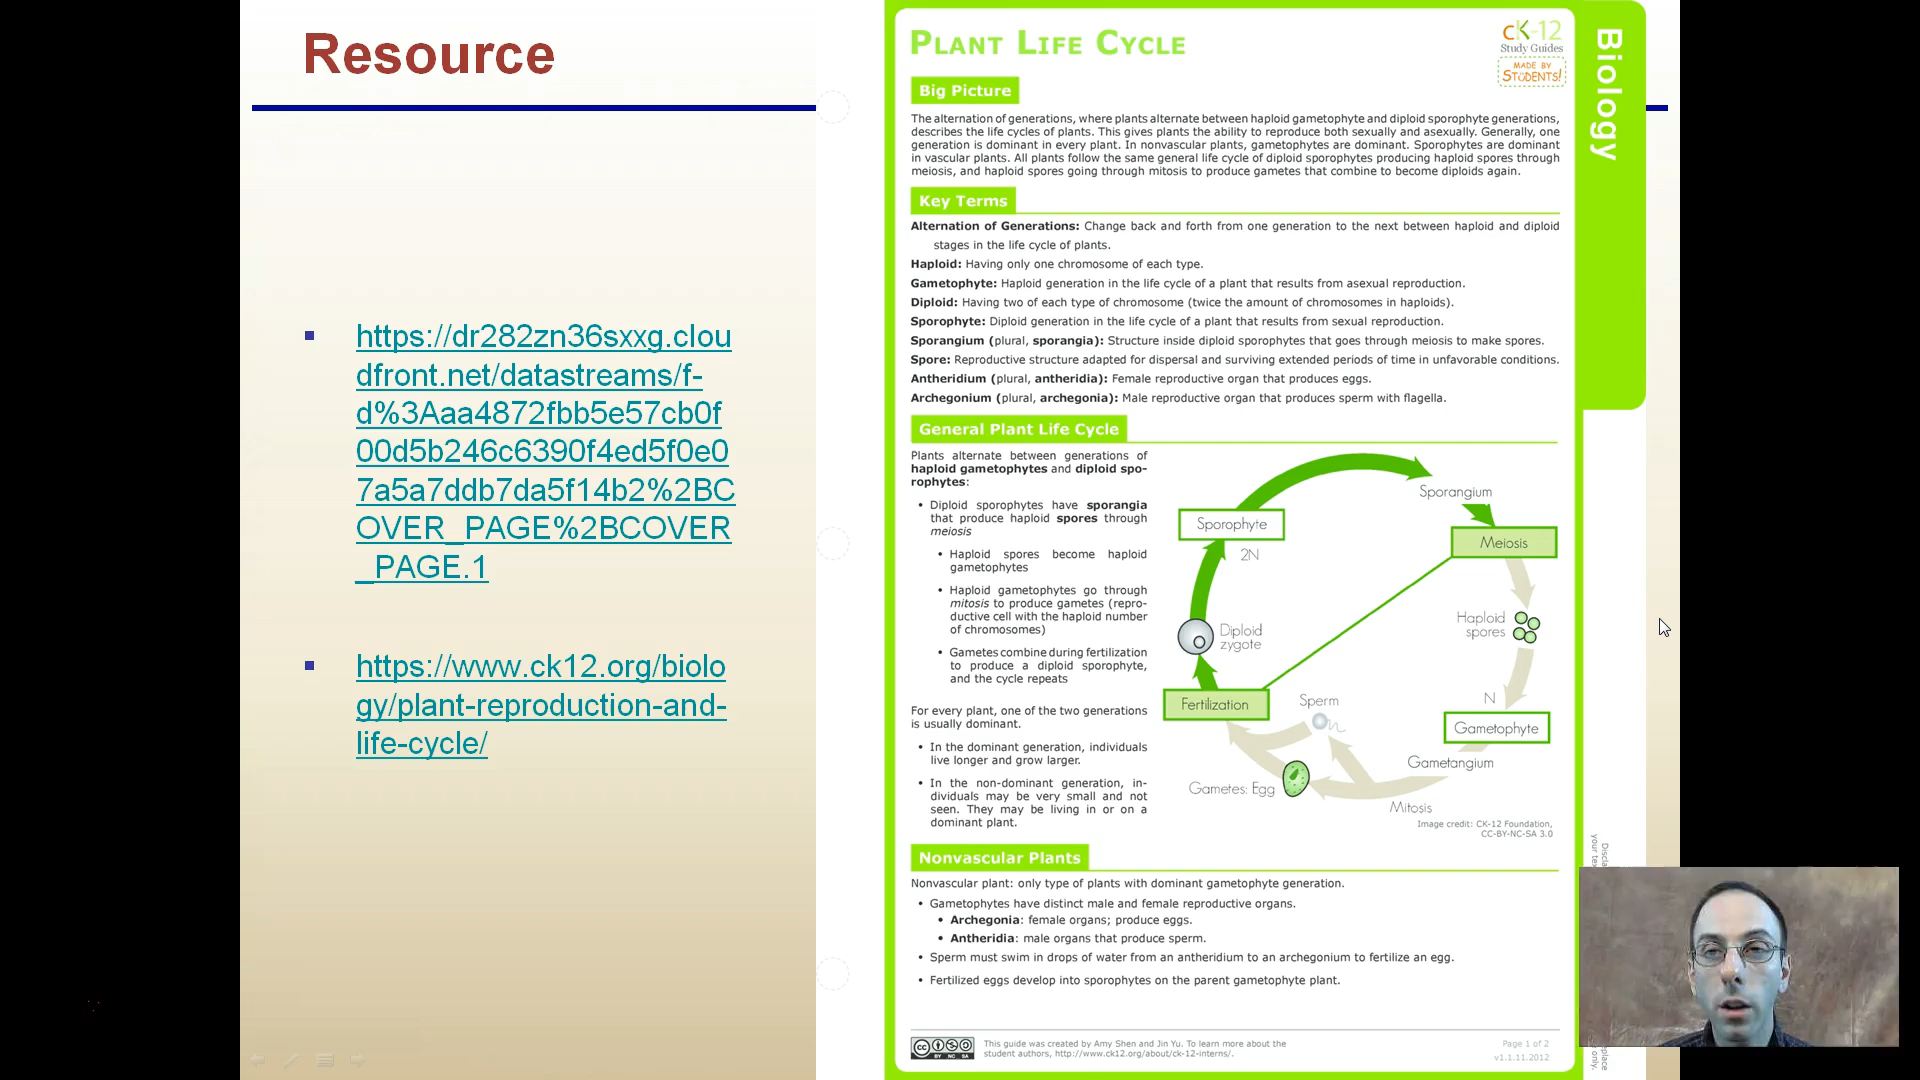 Resource
https://dr282zn36sxxg.clou
dfront.net/datastreams/f-
d%3Aaa4872fbb5e57cb0f
00d5b246c6390f4ed5f0e0
7a5a7ddb7da5f14b2%2BC
OVER_PAGE%2BCOVER
_PAGE.1
https://www.ck12.org/biolo
gy/plant-reproduction-and-
life-cycle/
PLANT LIFE CYCLE
cK-12
Study Guides
MADE BY
STUDENTS!
Biology
Big Picture
The alternation of generations, where plants alternate between haploid gametophyte and diploid sporophyte generations,
describes the life cycles of plants. This gives plants the ability to reproduce both sexually and asexually. Generally, one
generation is dominant in every plant. In nonvascular plants, gametophytes are dominant. Sporophytes are dominant
in vascular plants. All plants follow the same general life cycle of diploid sporophytes producing haploid spores through
meiosis, and haploid spores going through mitosis to produce gametes that combine to become diploids again.
Key Terms
Alternation of Generations: Change back and forth from one generation to the next between haploid and diploid
stages in the life cycle of plants.
Haploid: Having only one chromosome of each type.
Gametophyte: Haploid generation in the life cycle of a plant that results from asexual reproduction.
Diploid: Having two of each type of chromosome (twice the amount of chromosomes in haploids).
Sporophyte: Diploid generation in the life cycle of a plant that results from sexual reproduction.
Sporangium (plural, sporangia): Structure inside diploid sporophytes that goes through meiosis to make spores.
Spore: Reproductive structure adapted for dispersal and surviving extended periods of time in unfavorable conditions.
Antheridium (plural, antheridia): Female reproductive organ that produces eggs.
Archegonium (plural, archegonia): Male reproductive organ that produces sperm with flagella.
General Plant Life Cycle
Plants alternate between generations of
haploid gametophytes and diploid spo-
rophytes:
• Diploid sporophytes have sporangia
that produce haploid spores through
meiosis
• Haploid spores become haploid
gametophytes
• Haploid gametophytes go through
mitosis to produce gametes (repro-
ductive cell with the haploid number
of chromosomes)
• Gametes combine during fertilization
to produce a diploid sporophyte,
and the cycle repeats
For every plant, one of the two generations
is usually dominant.
• In the dominant generation, individuals
live longer and grow larger.
• In the non-dominant generation, in-
dividuals may be very small and not
seen. They may be living in or on a
dominant plant.
Sporangium
Sporophyte
2N
Meiosis
Haploid
spores
Diploid
zygote
N
Fertilization
Sperm
Gametophyte
Gametangium
Gametes: Egg
Mitosis
Image credit: CK-12 Foundation,
CC-BY-NC-SA 3.0
Nonvascular Plants
Nonvascular plant: only type of plants with dominant gametophyte generation.
• Gametophytes have distinct male and female reproductive organs.
• Archegonia: female organs; produce eggs.
• Antheridia: male organs that produce sperm.
• Sperm must swim in drops of water from an antheridium to an archegonium to fertilize an egg.
• Fertilized eggs develop into sporophytes on the parent gametophyte plant.
cc BY NC SA
This guide was created by Amy Shen and Jin Yu. To learn more about the
student authors, http://www.ck12.org/about/ck-12-interns/.
Page 1 of 2
v1.1.11.2012